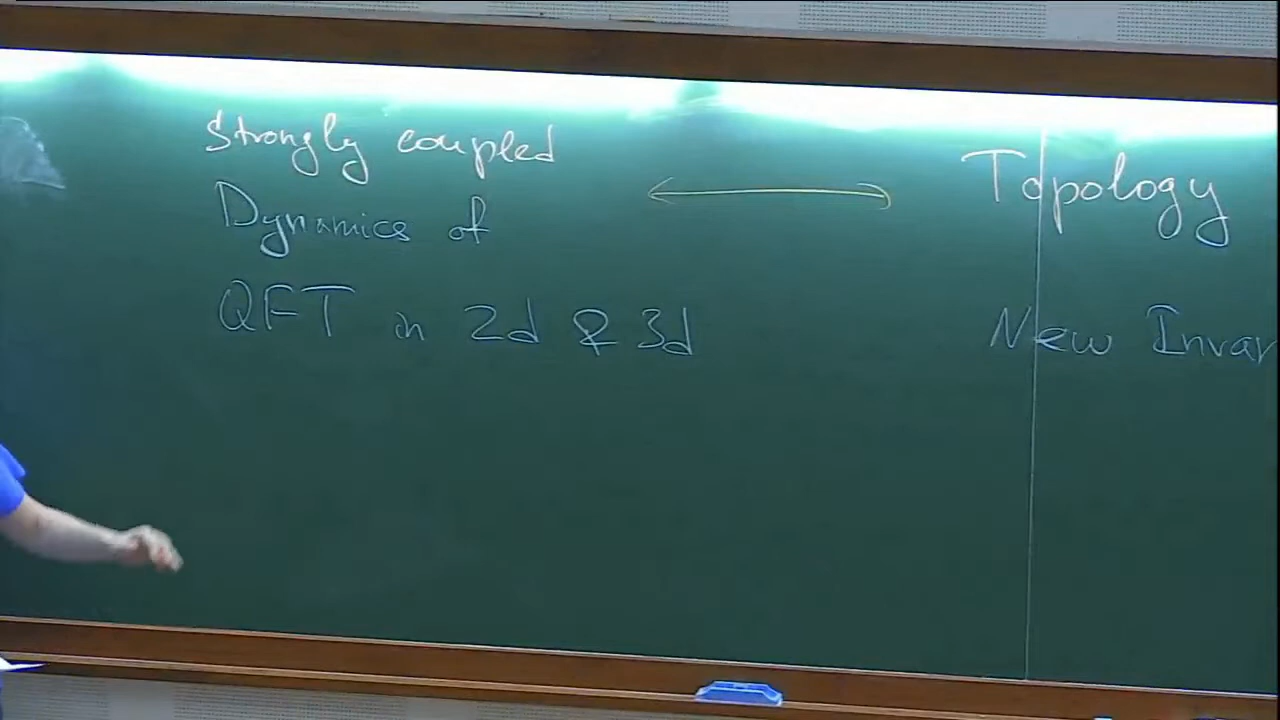 Strongly coupled
Dynamics of
QFT in 2d & 3d
Topology
New Invar